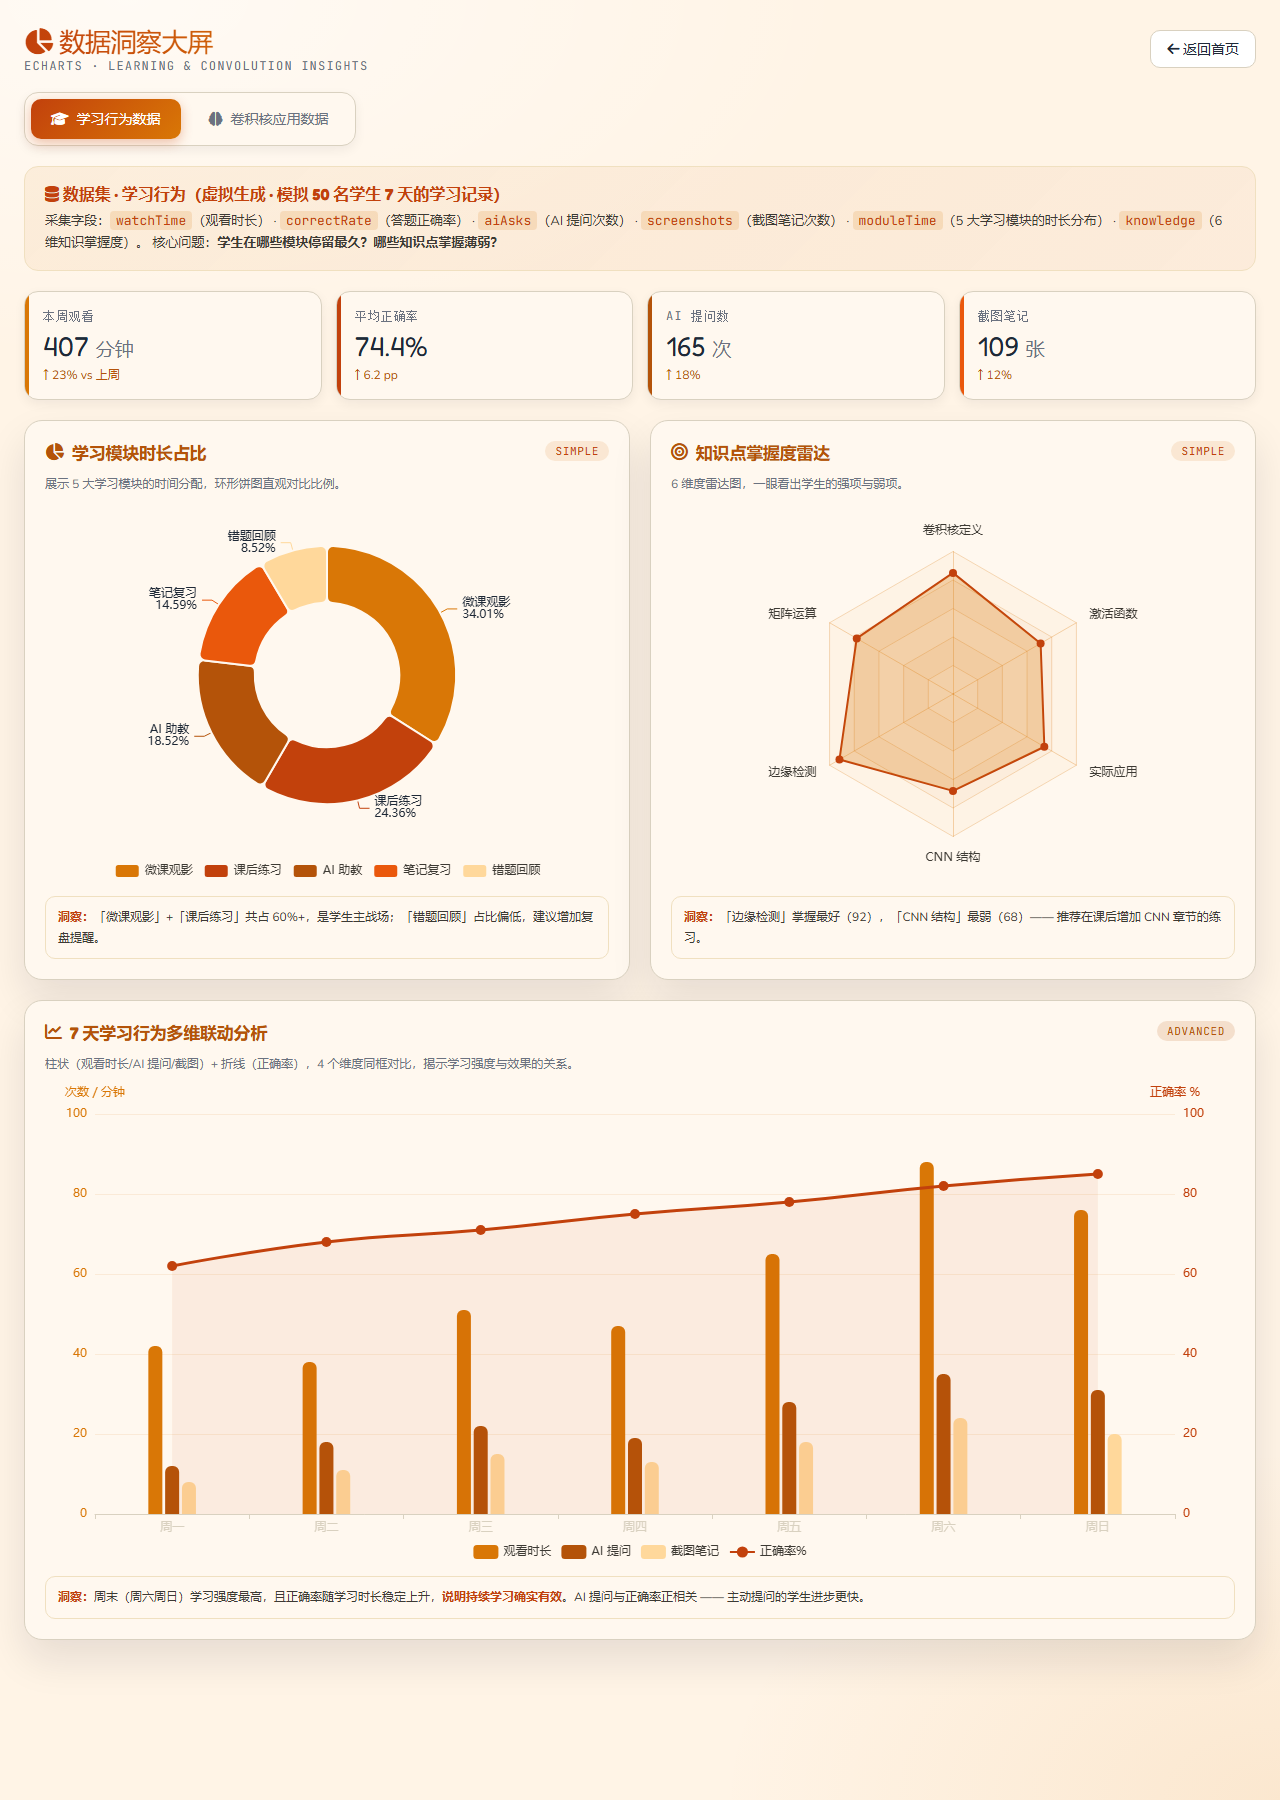 数据洞察大屏
ECHARTS · LEARNING & CONVOLUTION INSIGHTS
返回首页
学习行为数据
卷积核应用数据
数据集 · 学习行为（虚拟生成 · 模拟 50 名学生 7 天的学习记录）
采集字段： watchTime（观看时长） · correctRate（答题正确率） · aiAsks（AI 提问次数） · screenshots（截图笔记次数） · moduleTime（5 大学习模块的时长分布） · knowledge（6
维知识掌握度）。 核心问题：学生在哪些模块停留最久？哪些知识点掌握薄弱？
本周观看
407 分钟
↑ 23% vs 上周
平均正确率
74.4%
↑ 6.2 pp
AI 提问数
165 次
↑ 18%
截图笔记
109 张
↑ 12%
学习模块时长占比
SIMPLE
展示 5 大学习模块的时间分配，环形饼图直观对比比例。
错题回顾
8.52%
笔记复习
14.59%
微课观影
34.01%
AI 助教
18.52%
课后练习
24.36%
微课观影
课后练习
AI 助教
笔记复习
错题回顾
洞察：「微课观影」+「课后练习」共占 60%+，是学生主战场；「错题回顾」占比偏低，建议增加复
盘提醒。
知识点掌握度雷达
SIMPLE
6 维度雷达图，一眼看出学生的强项与弱项。
卷积核定义
矩阵运算
激活函数
边缘检测
实际应用
CNN 结构
洞察：「边缘检测」掌握最好（92），「CNN 结构」最弱（68）—— 推荐在课后增加 CNN 章节的练
习。
7 天学习行为多维联动分析
ADVANCED
柱状（观看时长/AI 提问/截图）+ 折线（正确率），4 个维度同框对比，揭示学习强度与效果的关系。
次数 / 分钟
正确率 %
100
100
80
80
60
60
40
40
20
20
0
0
周一
周二
周三
周四
周五
周六
周日
观看时长
AI 提问
截图笔记
正确率%
洞察：周末（周六周日）学习强度最高，且正确率随学习时长稳定上升，说明持续学习确实有效。AI 提问与正确率正相关 —— 主动提问的学生进步更快。